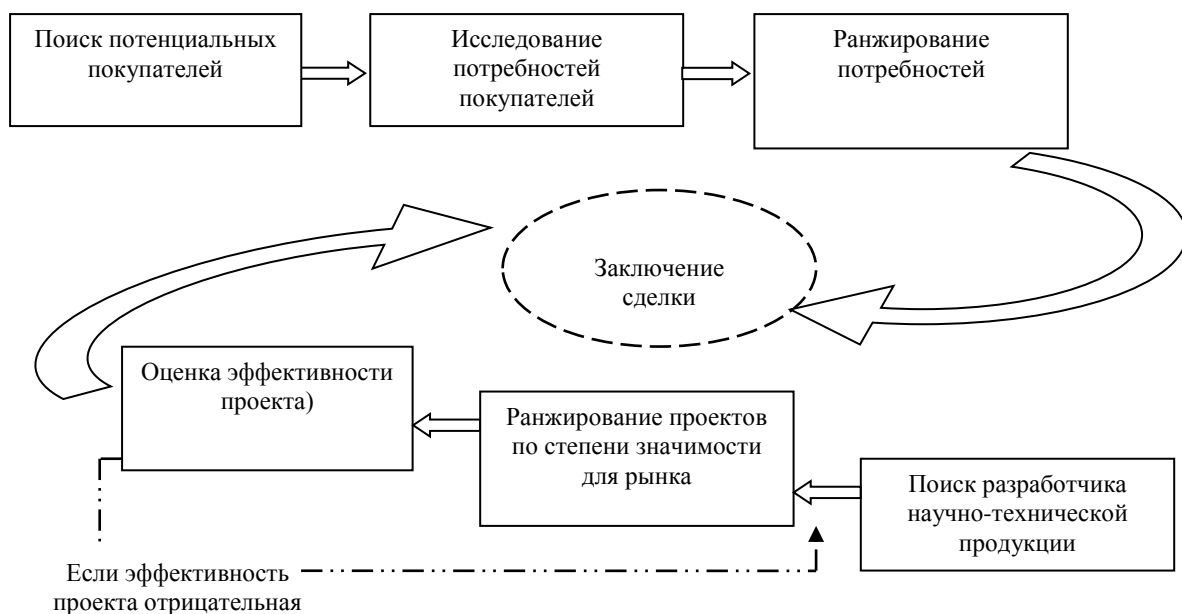 Поиск потенциальных
покупателей
Исследование
потребностей
покупателей
Ранжирование
потребностей
Заключение
сделки
Оценка эффективности
проекта)
Ранжирование проектов
по степени значимости
для рынка
Поиск разработчика
научно-технической
продукции
Если эффективность
проекта отрицательная